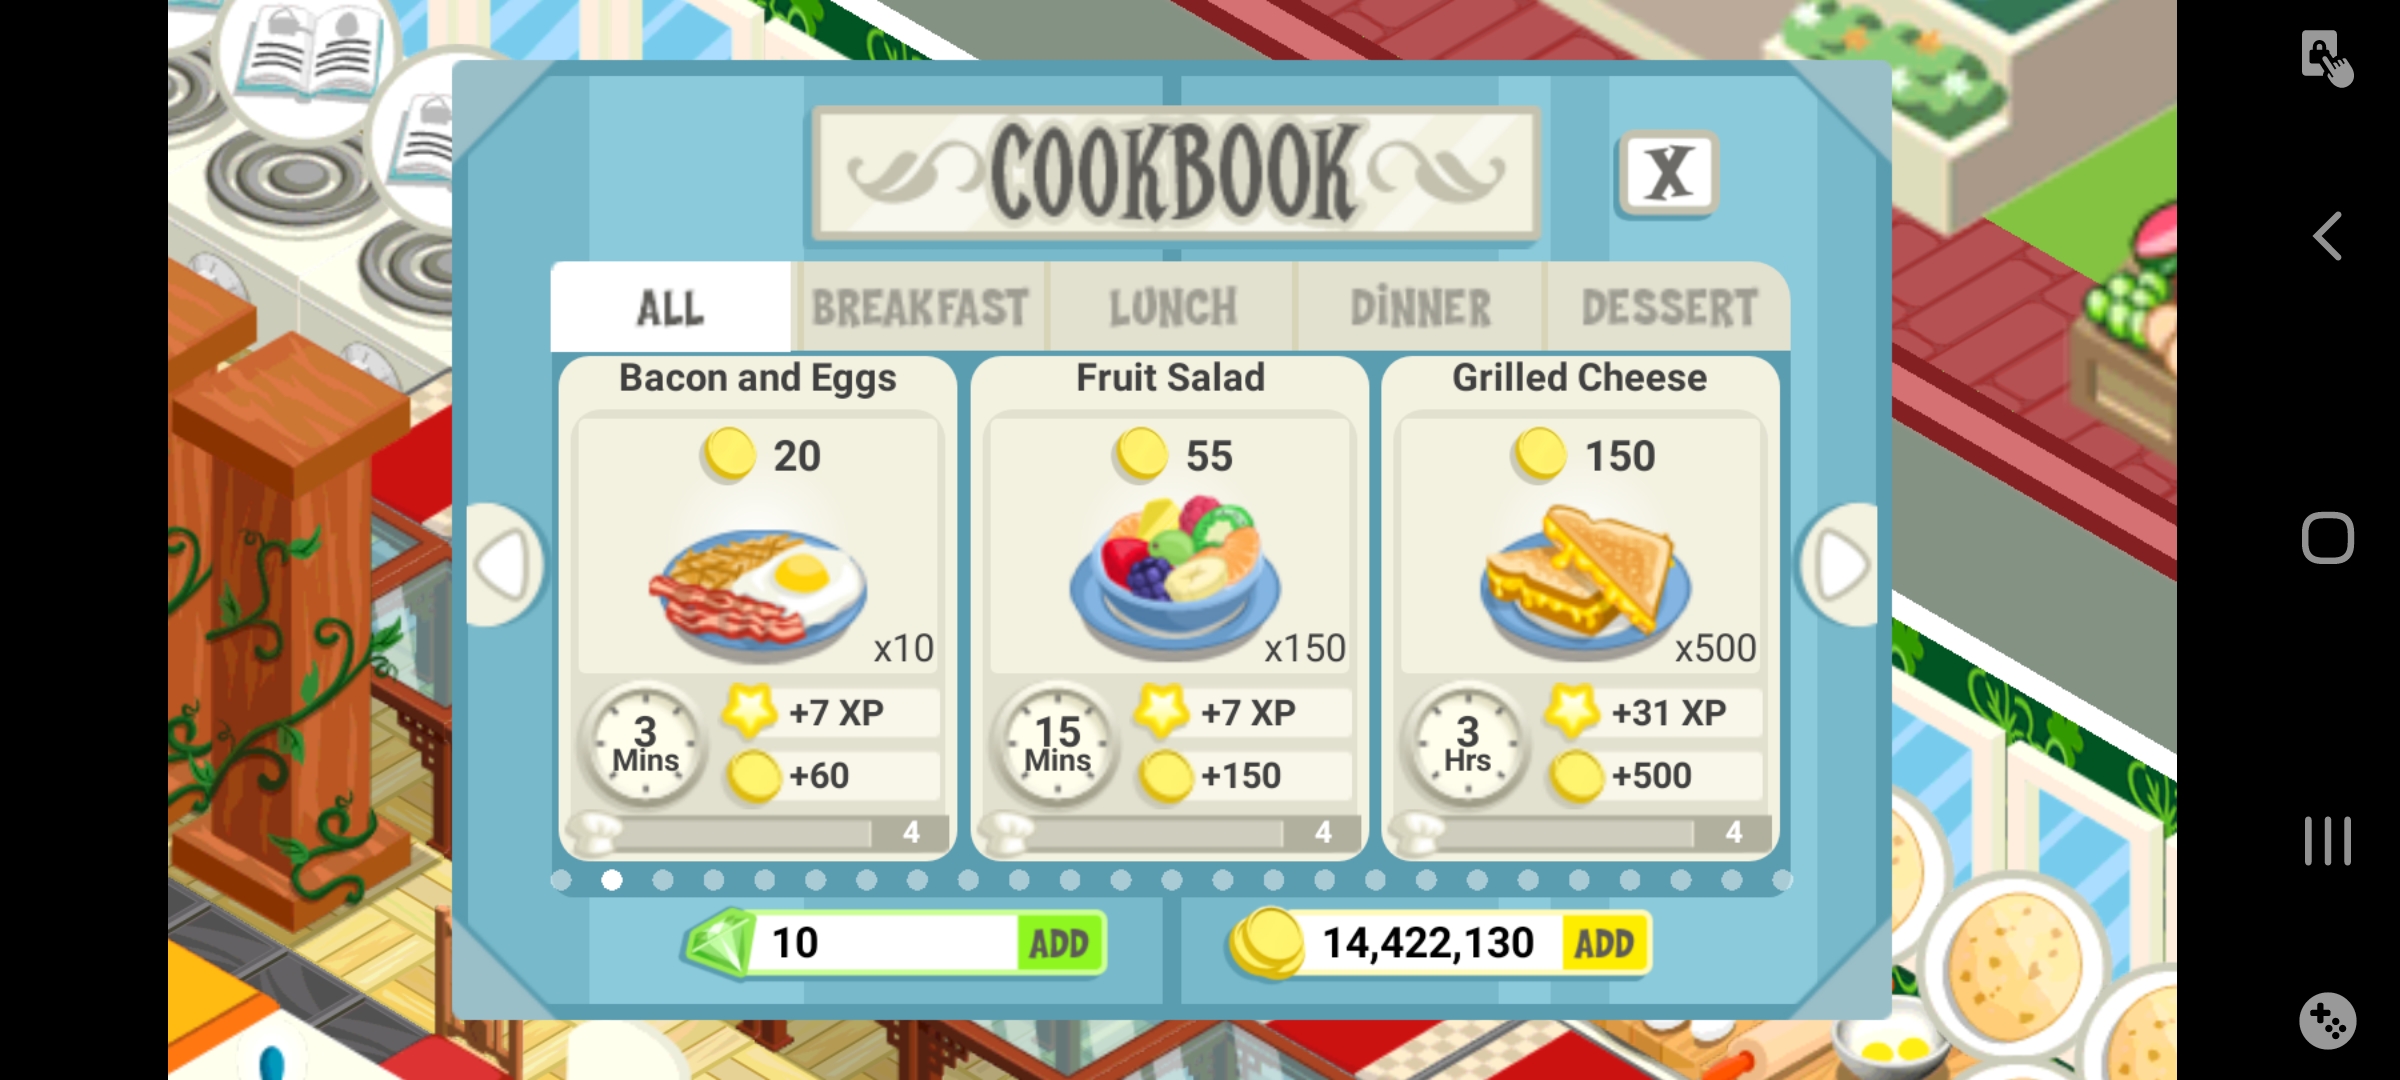 COOKBOOK
X
ALL
BREAKFAST
LUNCH
DINNER
DESSERT
Bacon and Eggs
20
x10
3
Mins
+7 XP
+60
4
Fruit Salad
55
x150
15
Mins
+7 XP
+150
4
Grilled Cheese
150
x500
3
Hrs
+31 XP
+500
4
10
ADD
14,422,130
ADD